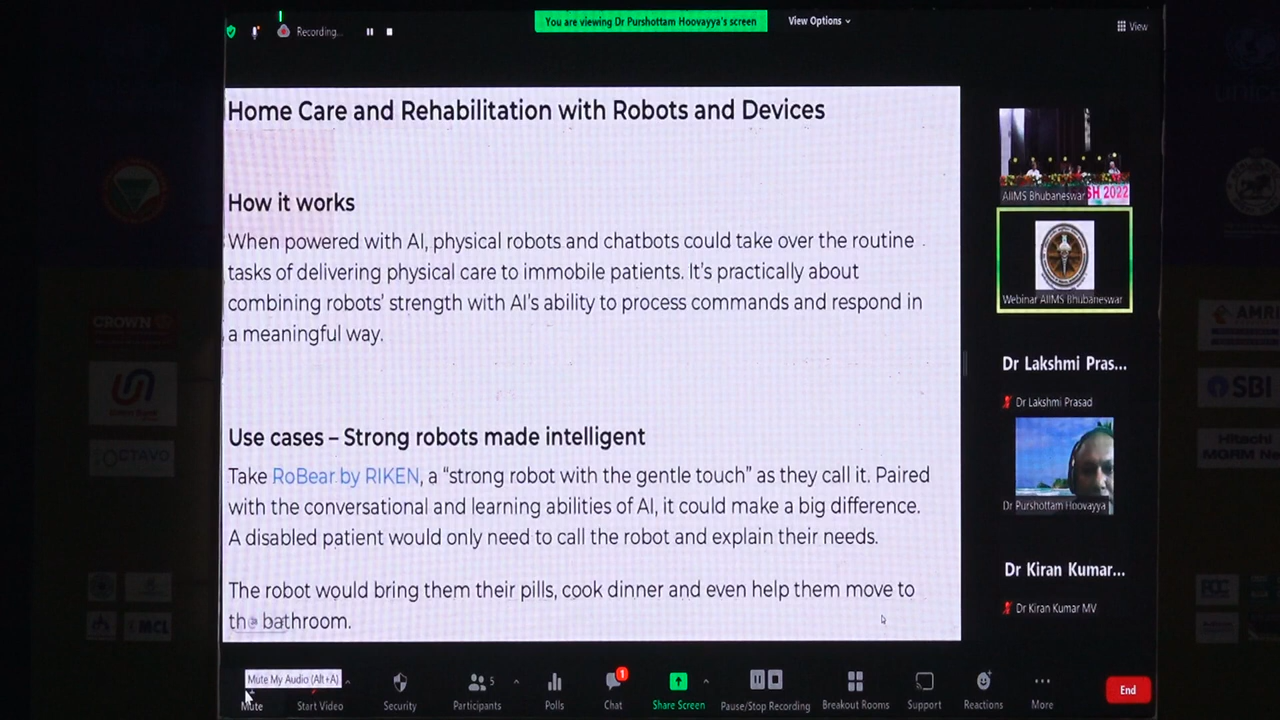 Recording...
You are viewing Dr Purshottam Hoovayya's screen
View Options
View
Home Care and Rehabilitation with Robots and Devices
How it works
When powered with AI, physical robots and chatbots could take over the routine
tasks of delivering physical care to immobile patients. It's practically about
combining robots' strength with AI's ability to process commands and respond in
a meaningful way.
Use cases – Strong robots made intelligent
Take RoBear by RIKEN, a “strong robot with the gentle touch” as they call it. Paired
with the conversational and learning abilities of AI, it could make a big difference.
A disabled patient would only need to call the robot and explain their needs.
The robot would bring them their pills, cook dinner and even help them move to
the bathroom.
SH 2022
AIIMS Bhubaneswar
Webinar AIIMS Bhubaneswar
Dr Lakshmi Pras...
Dr Lakshmi Prasad
Dr Purshottam Hoovayya
Dr Kiran Kumar...
Dr Kiran Kumar MV
CROWN
OCTAVO
MCL
AMRI
SBI
Hitachi
MGRM Ne
Mute My Audio (Alt+A)
Mute
Start Video
Security
5
Participants
Polls
1
Chat
Share Screen
Pause/Stop Recording
Breakout Rooms
Support
Reactions
More
End